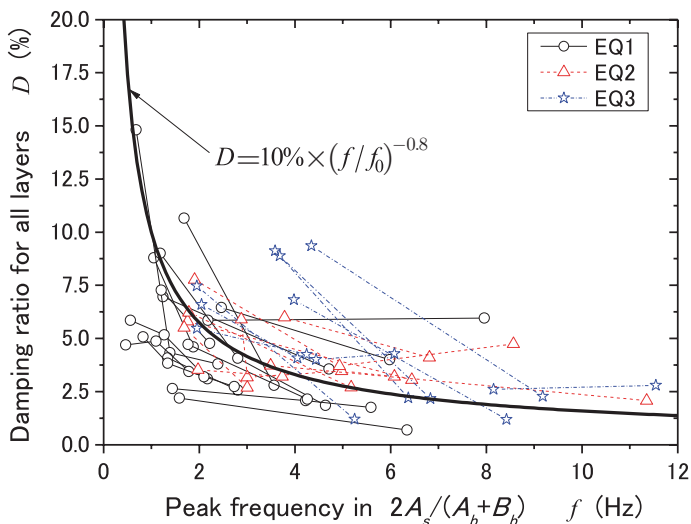 20.0
17.5
15.0
12.5
10.0
7.5
5.0
2.5
0.0
Damping ratio for all layers D (%)
EQ1
EQ2
EQ3
D=10%×(f/f₀)⁻⁰·⁸
0 2 4 6 8 10 12
Peak frequency in 2Aₛ/(A_b+B_b) f (Hz)